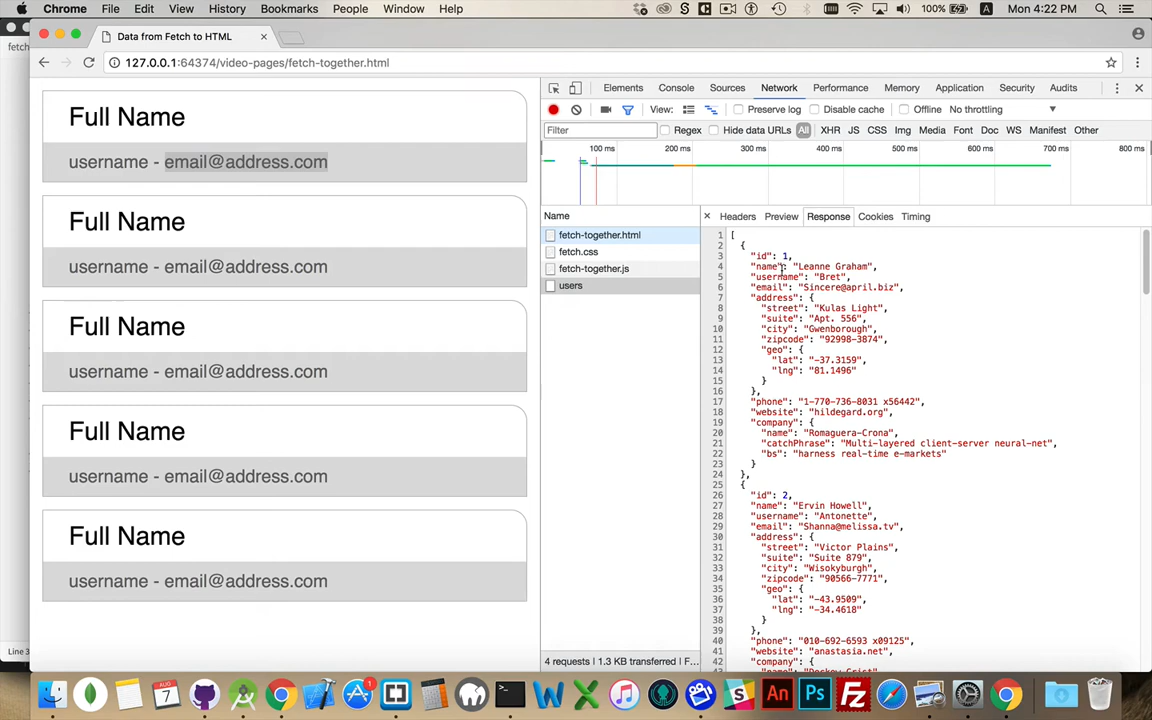 Chrome File Edit View History Bookmarks People Window Help 100% A Mon 4:22 PM
Data from Fetch to HTML
fetch
127.0.0.1:64374/video-pages/fetch-together.html
Elements Console Sources Network Performance Memory Application Security Audits
View: Preserve log Disable cache Offline No throttling
Filter Regex Hide data URLs All XHR JS CSS Img Media Font Doc WS Manifest Other
100 ms 200 ms 300 ms 400 ms 500 ms 600 ms 700 ms 800 ms
Full Name
username - email@address.com
Full Name
username - email@address.com
Full Name
username - email@address.com
Full Name
username - email@address.com
Full Name
username - email@address.com
Name
fetch-together.html
fetch.css
fetch-together.js
users
4 requests | 1.3 KB transferred | F...
Headers Preview Response Cookies Timing
1 [
2 {
3 "id": 1,
4 "name": "Leanne Graham",
5 "username": "Bret",
6 "email": "Sincere@april.biz",
7 "address": {
8 "street": "Kulas Light",
9 "suite": "Apt. 556",
10 "city": "Gwenborough",
11 "zipcode": "92998-3874",
12 "geo": {
13 "lat": "-37.3159",
14 "lng": "81.1496"
15 }
16 },
17 "phone": "1-770-736-8031 x56442",
18 "website": "hildegard.org",
19 "company": {
20 "name": "Romaguera-Crona",
21 "catchPhrase": "Multi-layered client-server neural-net",
22 "bs": "harness real-time e-markets"
23 }
24 },
25 {
26 "id": 2,
27 "name": "Ervin Howell",
28 "username": "Antonette",
29 "email": "Shanna@melissa.tv",
30 "address": {
31 "street": "Victor Plains",
32 "suite": "Suite 879",
33 "city": "Wisokyburgh",
34 "zipcode": "90566-7771",
35 "geo": {
36 "lat": "-43.9509",
37 "lng": "-34.4618"
38 }
39 },
40 "phone": "010-692-6593 x09125",
41 "website": "anastasia.net",
42 "company": {
"name": "Deckow-Crist",
Line 3
AUG 7
1
W X S An Ps Fz